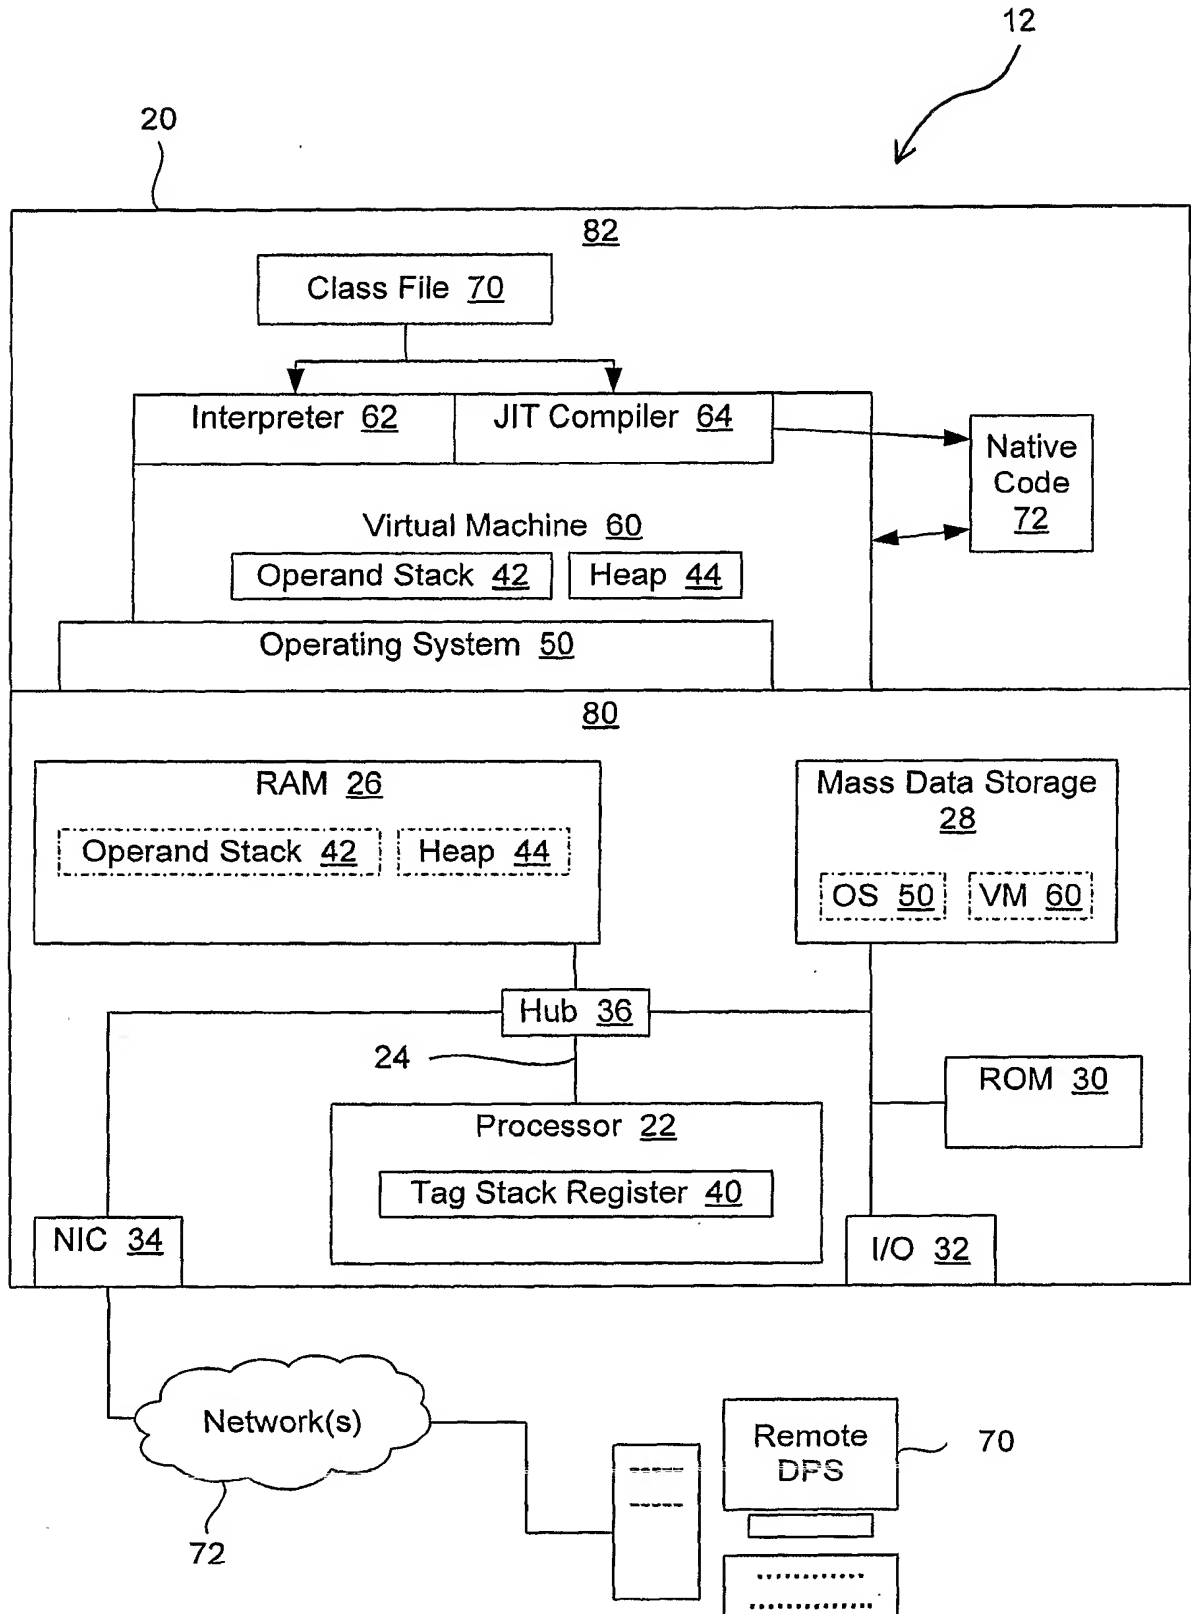 12
20
82
Class File 70
Interpreter 62
JIT Compiler 64
Native
Code
72
Virtual Machine 60
Operand Stack 42
Heap 44
Operating System 50
80
RAM 26
Operand Stack 42
Heap 44
Mass Data Storage
28
OS 50
VM 60
Hub 36
24
ROM 30
Processor 22
Tag Stack Register 40
NIC 34
I/O 32
Network(s)
72
Remote
DPS
70